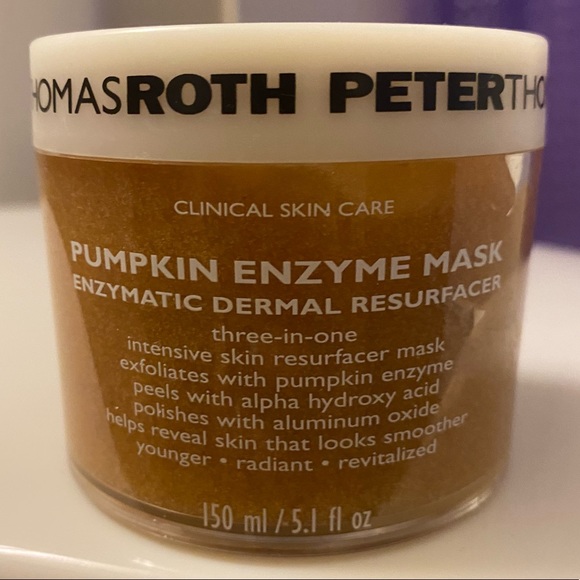 HOMASROTH PETERTHO
CLINICAL SKIN CARE
PUMPKIN ENZYME MASK
ENZYMATIC DERMAL RESURFACER
three-in-one
intensive skin resurfacer mask
exfoliates with pumpkin enzyme
peels with alpha hydroxy acid
polishes with aluminum oxide
helps reveal skin that looks smoother
younger • radiant • revitalized
150 ml / 5.1 fl oz